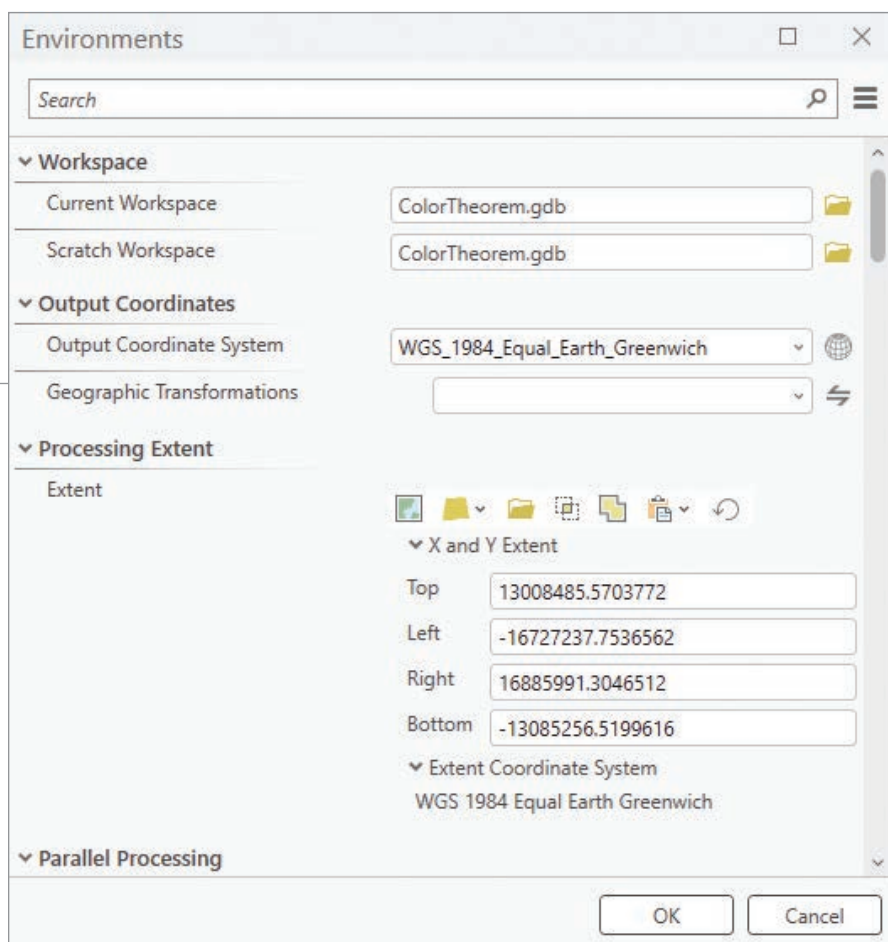 Environments
Search
Workspace
Current Workspace ColorTheorem.gdb
Scratch Workspace ColorTheorem.gdb
Output Coordinates
Output Coordinate System WGS_1984_Equal_Earth_Greenwich
Geographic Transformations
Processing Extent
Extent
X and Y Extent
Top 13008485.5703772
Left -16727237.7536562
Right 16885991.3046512
Bottom -13085256.5199616
Extent Coordinate System
WGS 1984 Equal Earth Greenwich
Parallel Processing
OK Cancel